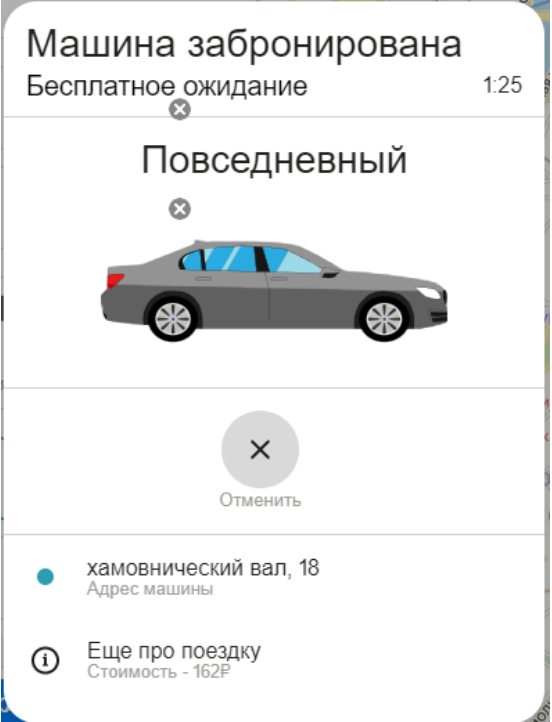 Машина забронирована
Бесплатное ожидание 1:25
Повседневный
Отменить
хамовнический вал, 18
Адрес машины
Еще про поездку
Стоимость - 162₽